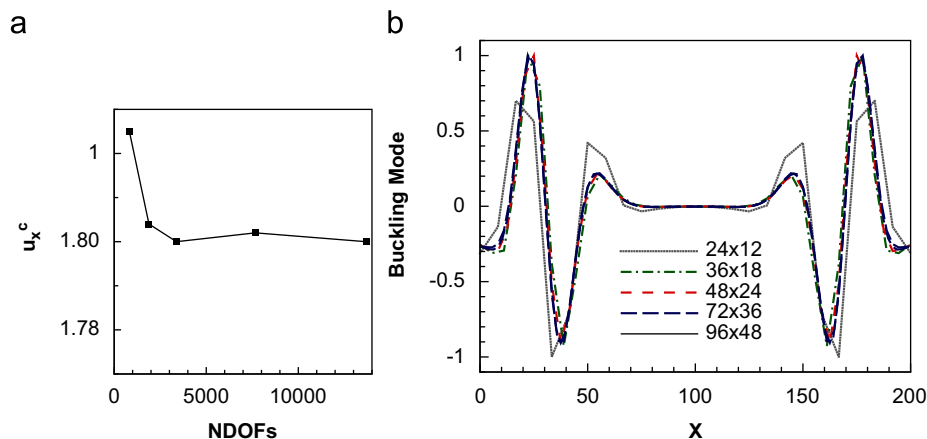 a
b
1
1.80
1.78
0
5000
10000
u_x^c
NDOFs
1
0.5
0
-0.5
-1
Buckling Mode
24x12
36x18
48x24
72x36
96x48
0
50
100
150
200
X